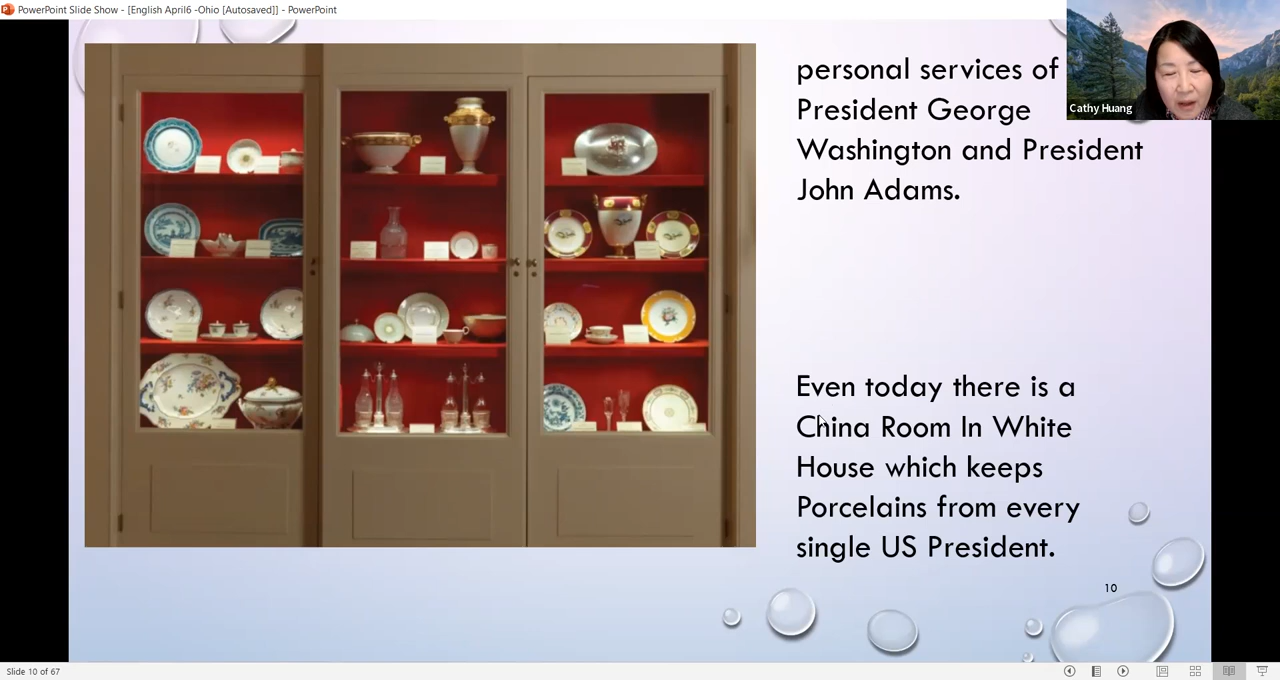 PowerPoint Slide Show - [English April6 -Ohio [Autosaved]] - PowerPoint
Cathy Huang
personal services of
President George
Washington and President
John Adams.
Even today there is a
China Room In White
House which keeps
Porcelains from every
single US President.
10
Slide 10 of 67